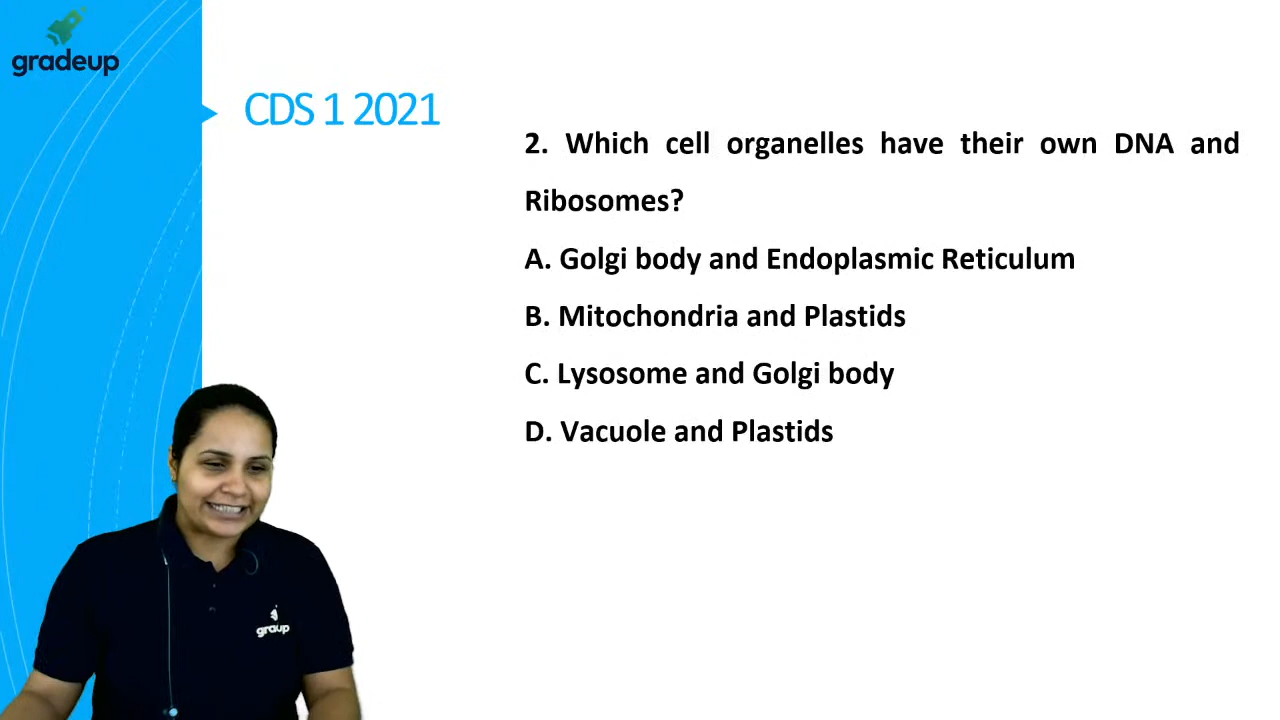 gradeup
CDS 1 2021
2. Which cell organelles have their own DNA and
Ribosomes?
A. Golgi body and Endoplasmic Reticulum
B. Mitochondria and Plastids
C. Lysosome and Golgi body
D. Vacuole and Plastids